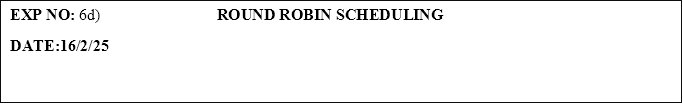 EXP NO: 6d) ROUND ROBIN SCHEDULING
DATE:16/2/25